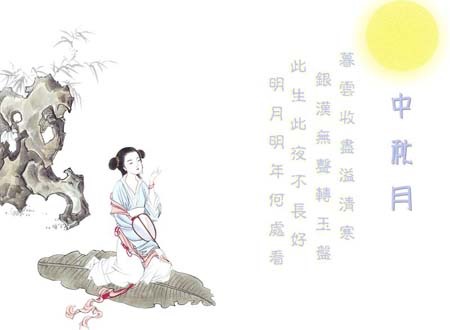 中秋月
暮雲收盡溢清寒
銀漢無聲轉玉盤
此生此夜不長好
明月明年何處看